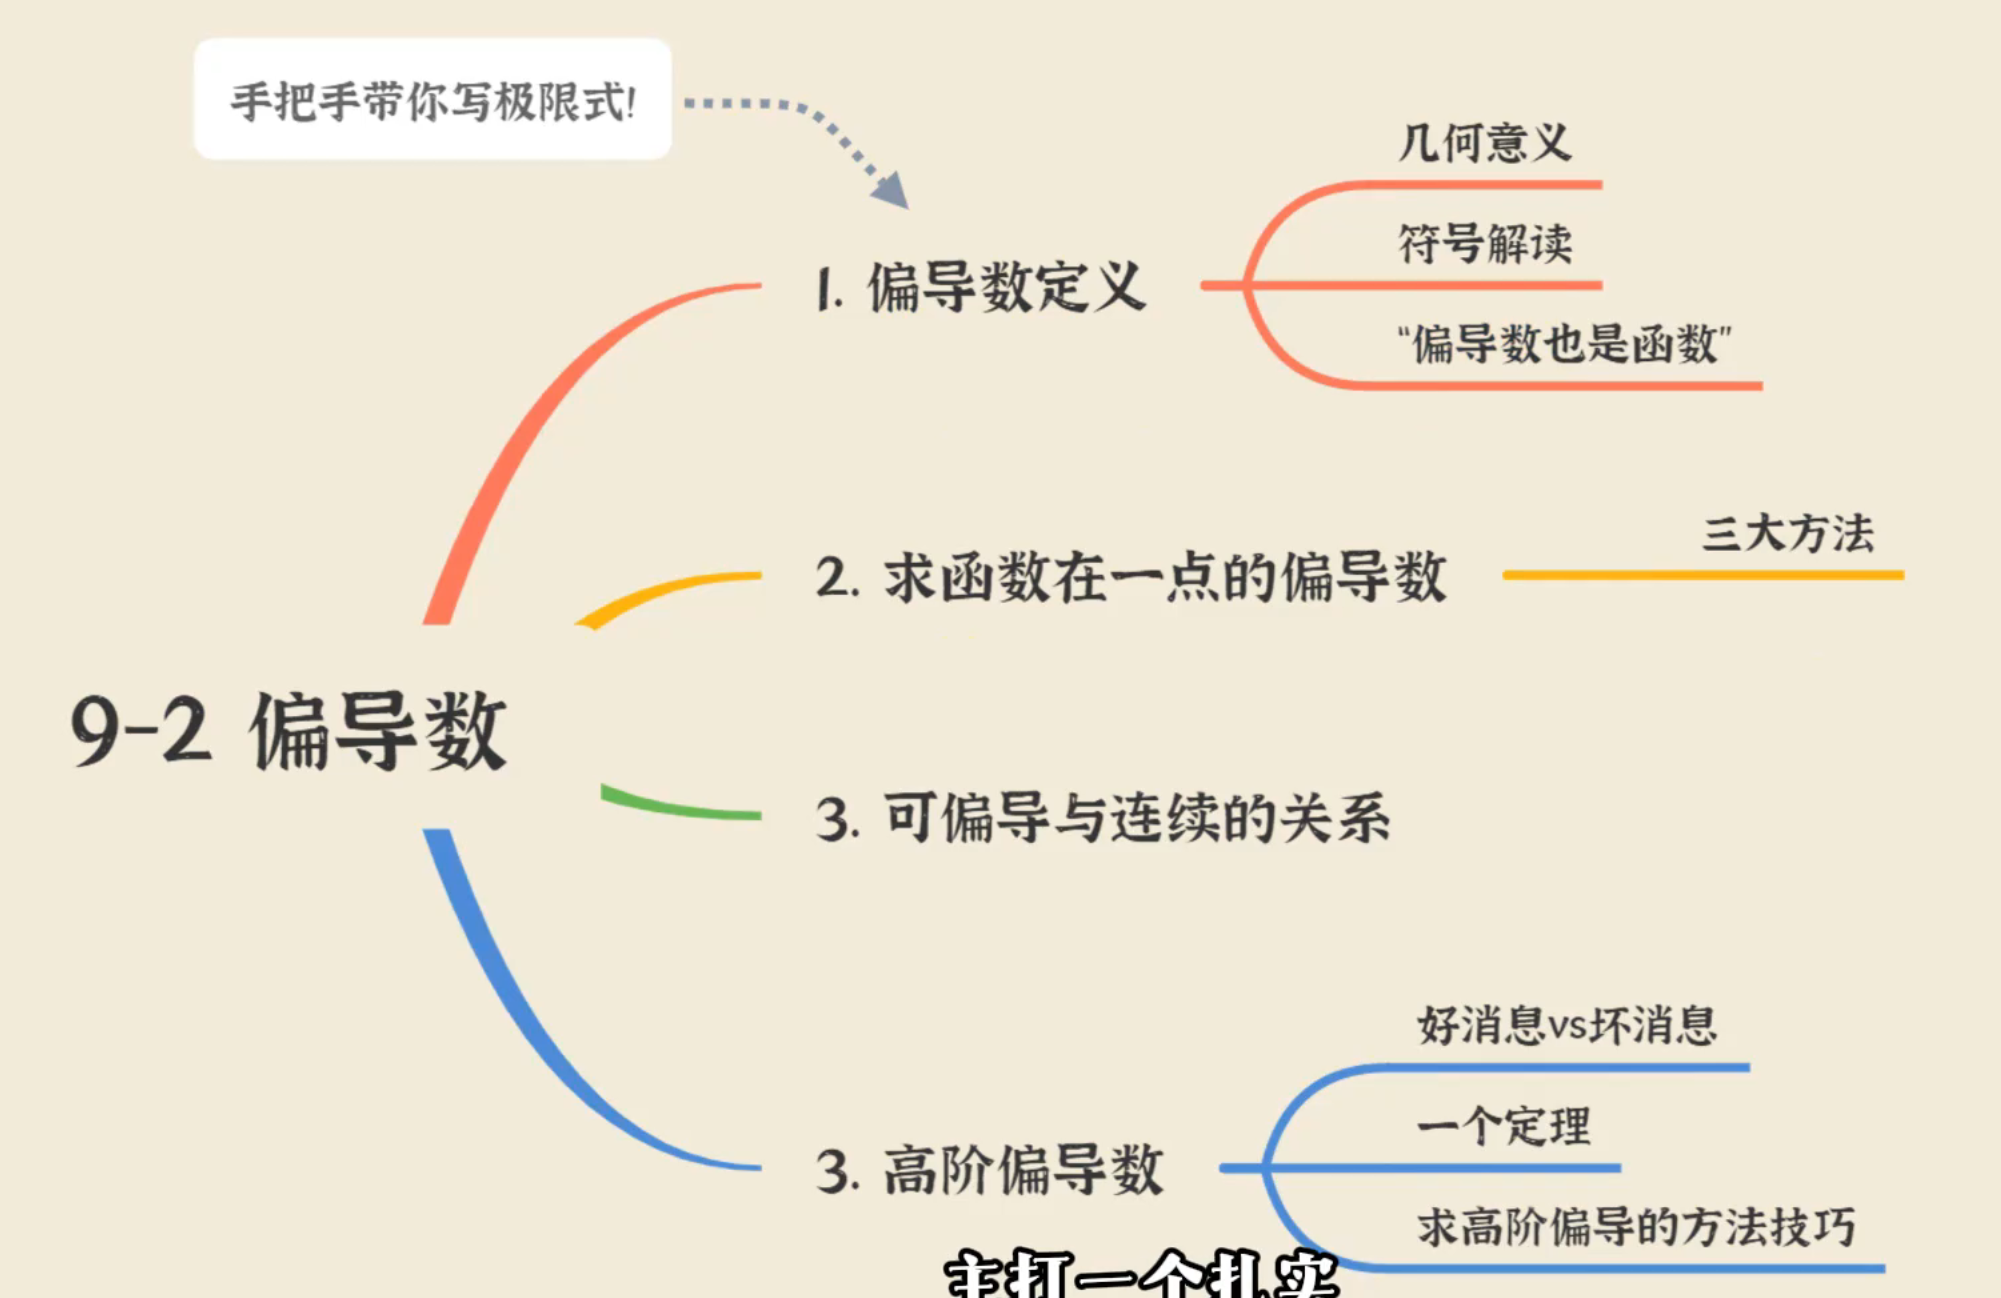 手把手带你写极限式!
几何意义
符号解读
1. 偏导数定义
“偏导数也是函数”
三大方法
2. 求函数在一点的偏导数
9-2 偏导数
3. 可偏导与连续的关系
好消息vs坏消息
一个定理
3. 高阶偏导数
求高阶偏导的方法技巧
主打一个扎实